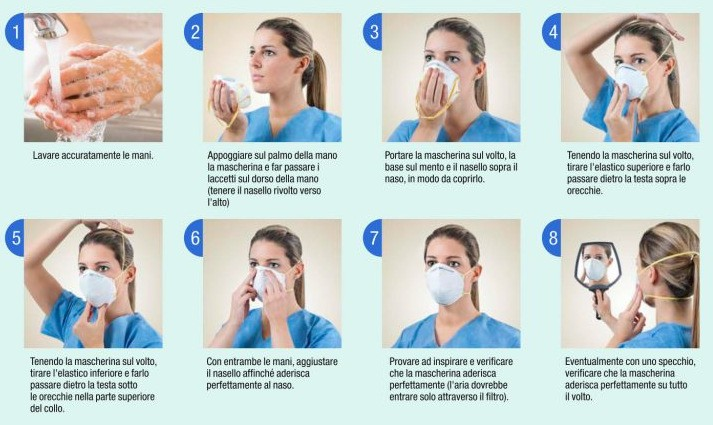 1
Lavare accuratamente le mani.
2
Appoggiare sul palmo della mano
la mascherina e far passare i
laccetti sul dorso della mano
(tenere il nasello rivolto verso
l'alto)
3
Portare la mascherina sul volto, la
base sul mento e il nasello sopra il
naso, in modo da coprirlo.
4
Tenendo la mascherina sul volto,
tirare l'elastico superiore e farlo
passare dietro la testa sopra le
orecchie.
5
Tenendo la mascherina sul volto,
tirare l'elastico inferiore e farlo
passare dietro la testa sotto
le orecchie nella parte superiore
del collo.
6
Con entrambe le mani, aggiustare
il nasello affinché aderisca
perfettamente al naso.
7
Provare ad inspirare e verificare
che la mascherina aderisca
perfettamente (l'aria dovrebbe
entrare solo attraverso il filtro).
8
Eventualmente con uno specchio,
verificare che la mascherina
aderisca perfettamente su tutto
il volto.